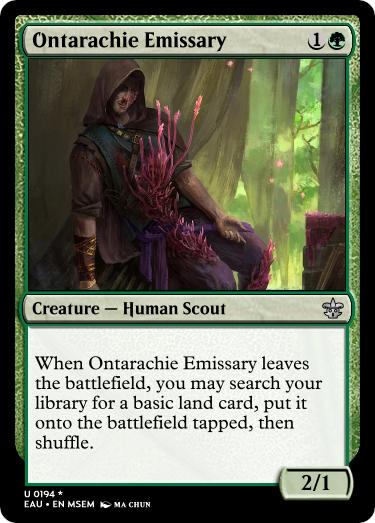 Ontarachie Emissary 1
Creature — Human Scout
When Ontarachie Emissary leaves
the battlefield, you may search your
library for a basic land card, put it
onto the battlefield tapped, then
shuffle.
2/1
U 0194 *
EAU • EN MSEM MA CHUN